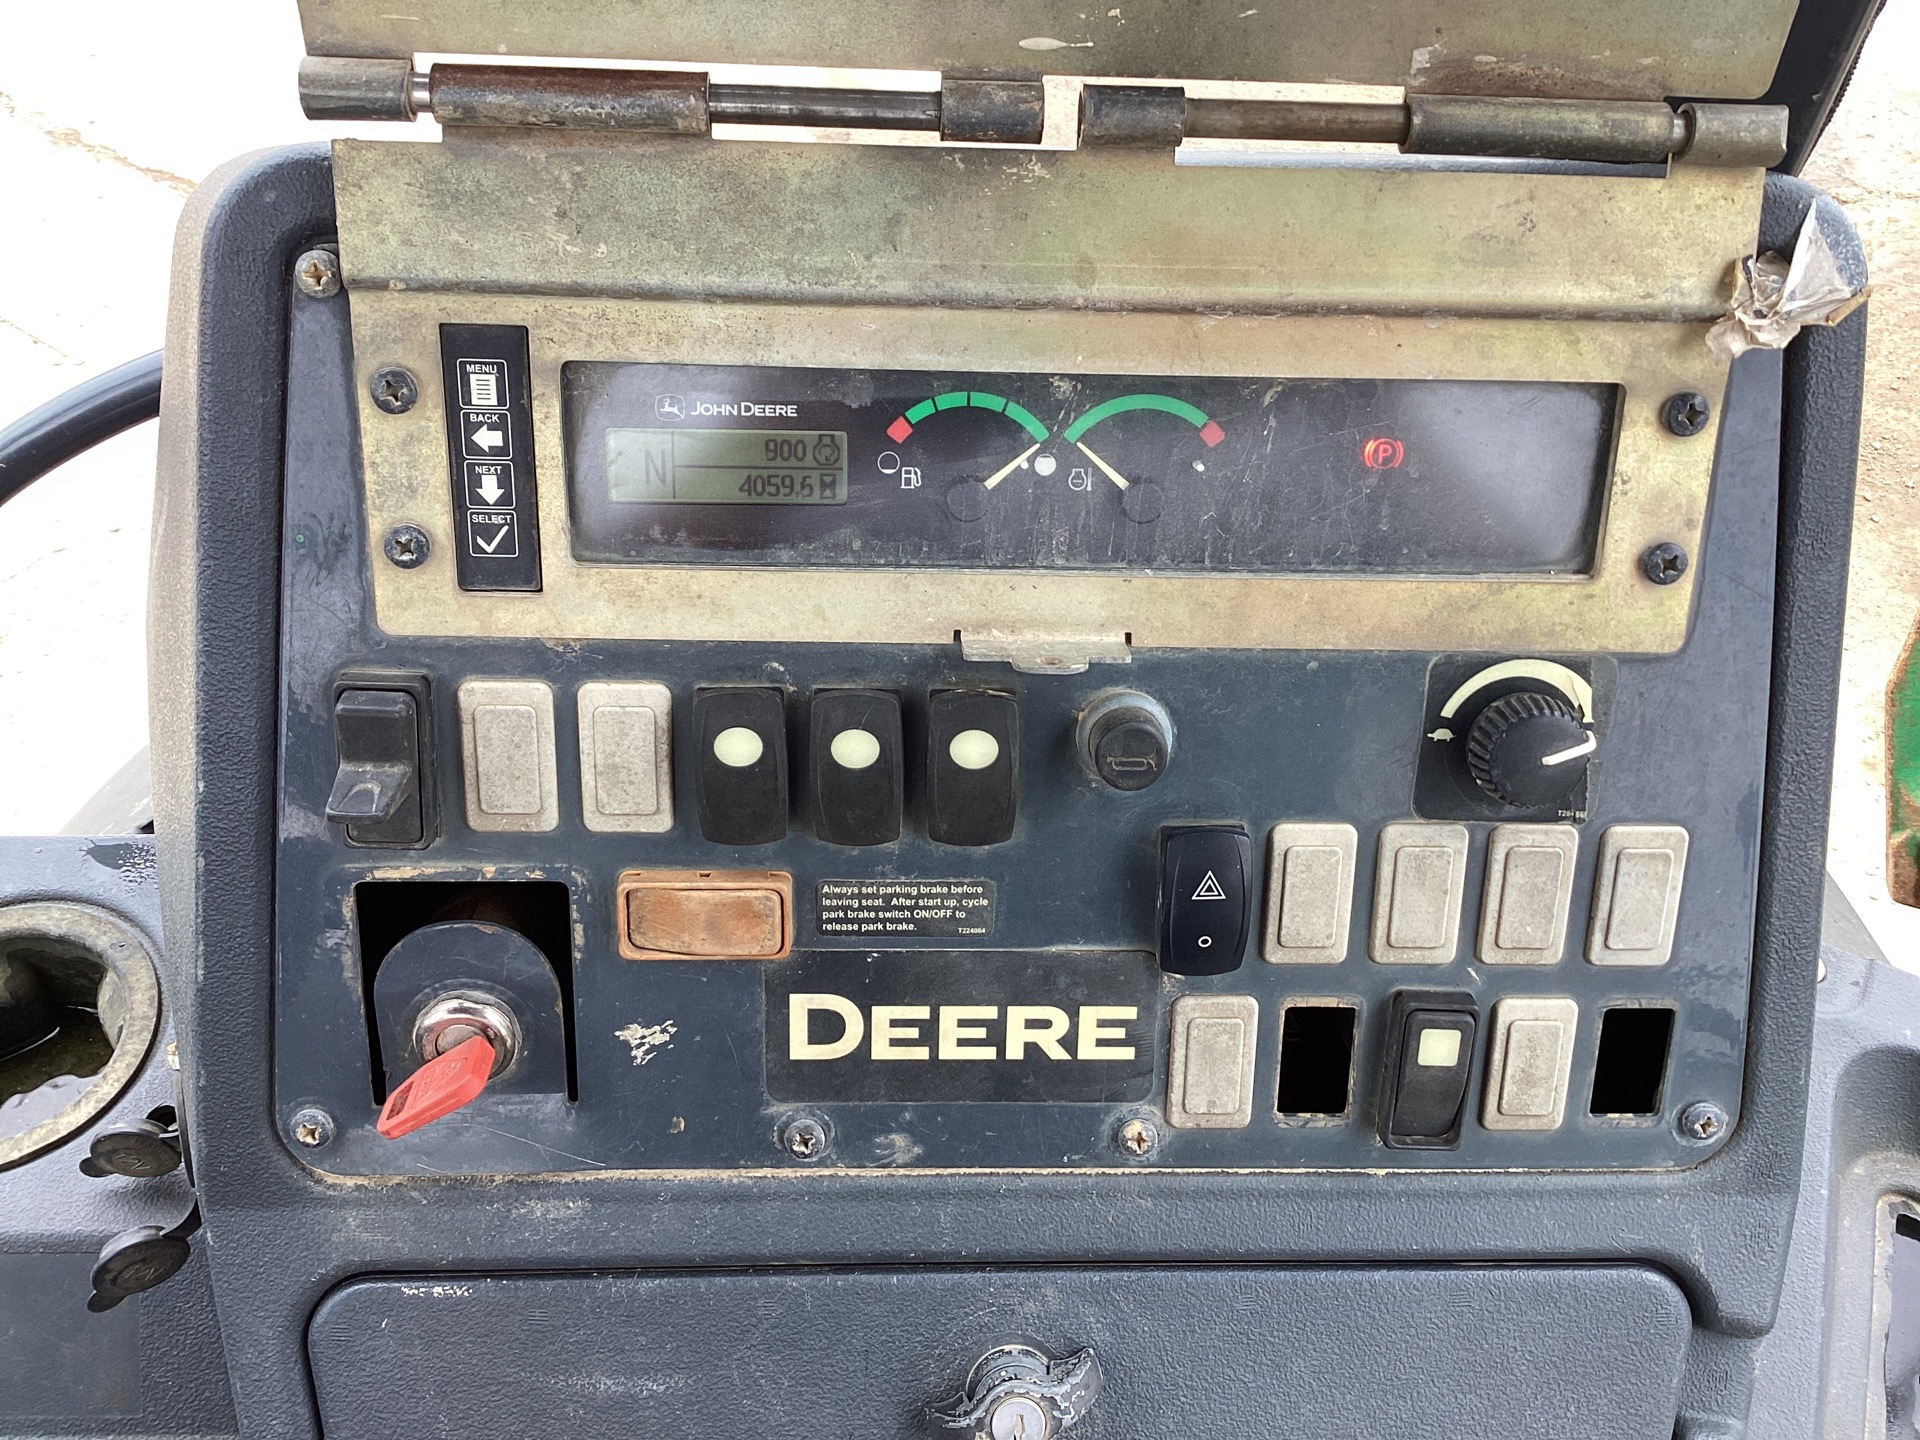 MENU
BACK
NEXT
SELECT
JOHN DEERE
N
900
4059.6
P
Always set parking brake before
leaving seat. After start up, cycle
park brake switch ON/OFF to
release park brake.
T224004
DEERE